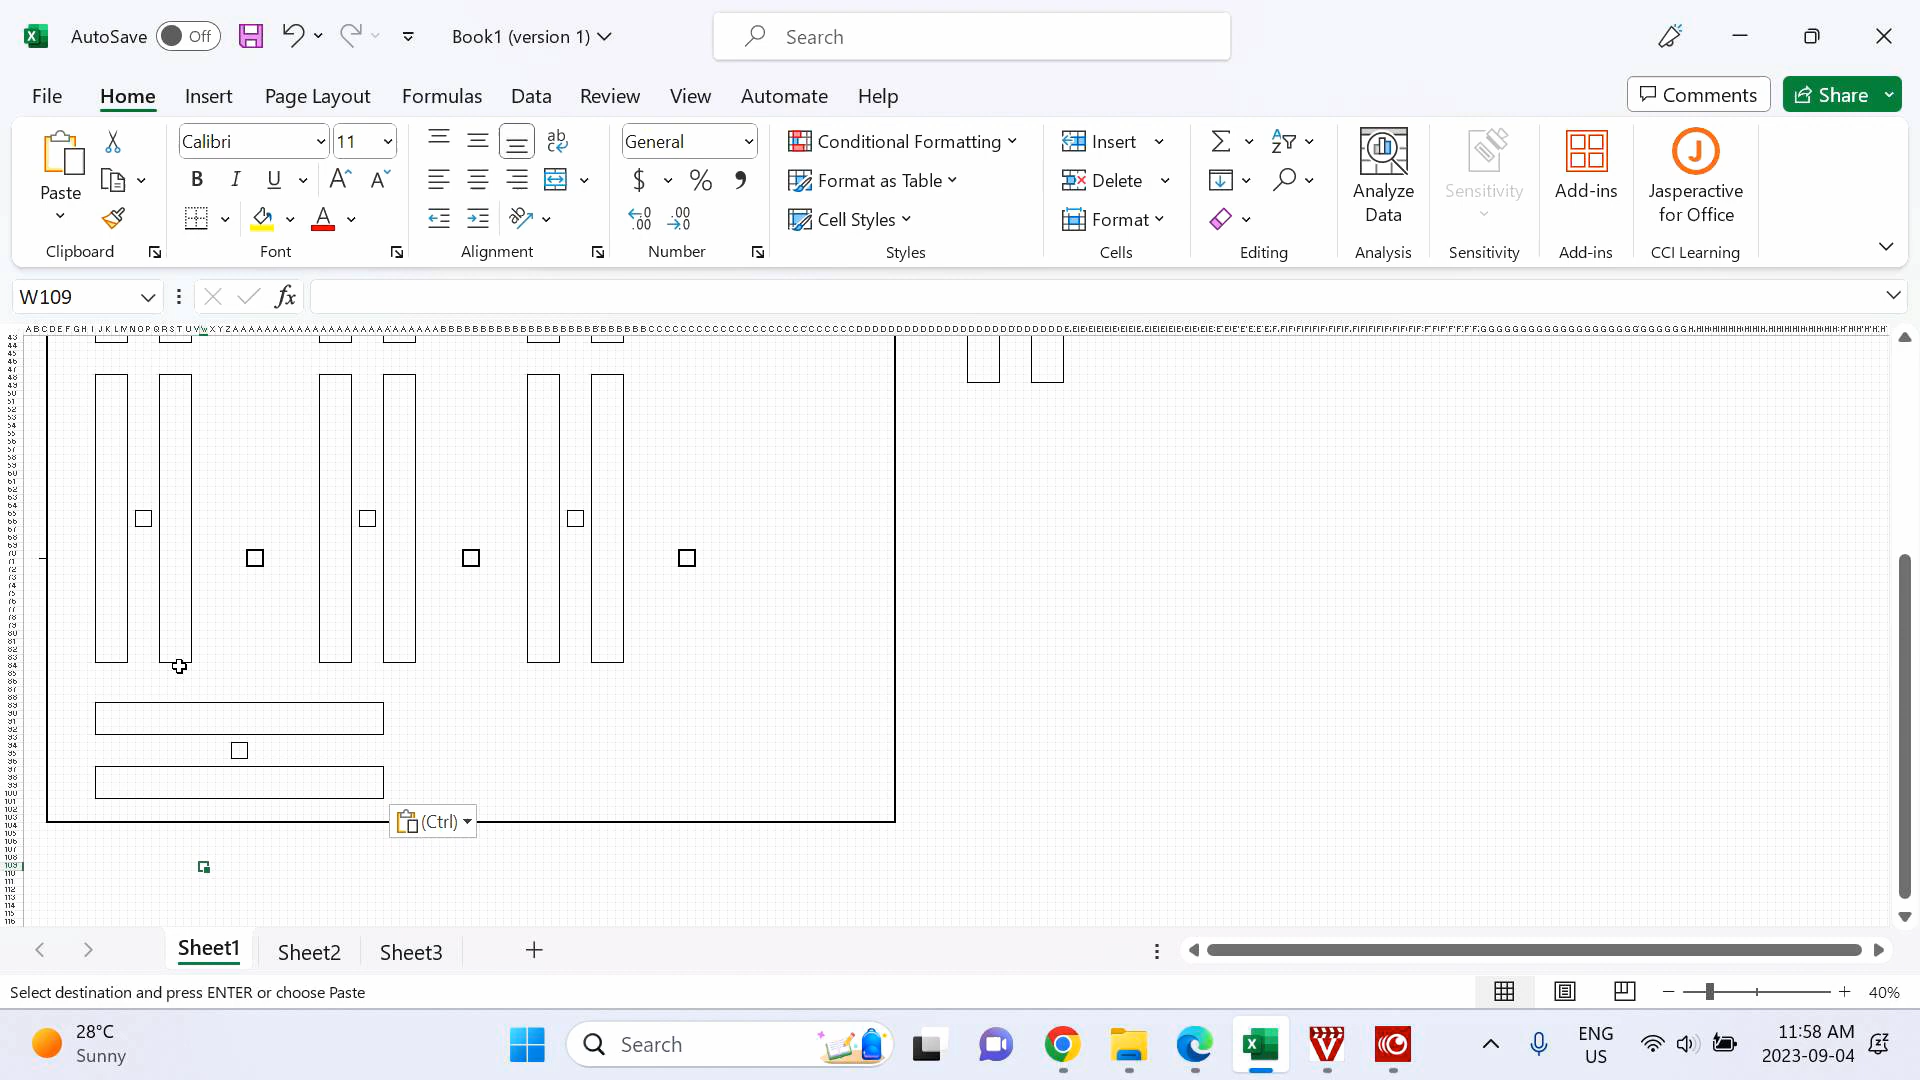 AutoSave Off Book1 (version 1) Search
File Home Insert Page Layout Formulas Data Review View Automate Help Comments Share
Paste Calibri 11 General Conditional Formatting Insert
Format as Table Delete
Cell Styles Format
Analyze Data
Sensitivity
Add-ins
Jasperactive for Office
Clipboard Font Alignment Number Styles Cells Editing Analysis Sensitivity Add-ins CCI Learning
W109
(Ctrl)
Sheet1 Sheet2 Sheet3
Select destination and press ENTER or choose Paste 40%
28°C
Sunny
Search
ENG
US
11:58 AM
2023-09-04